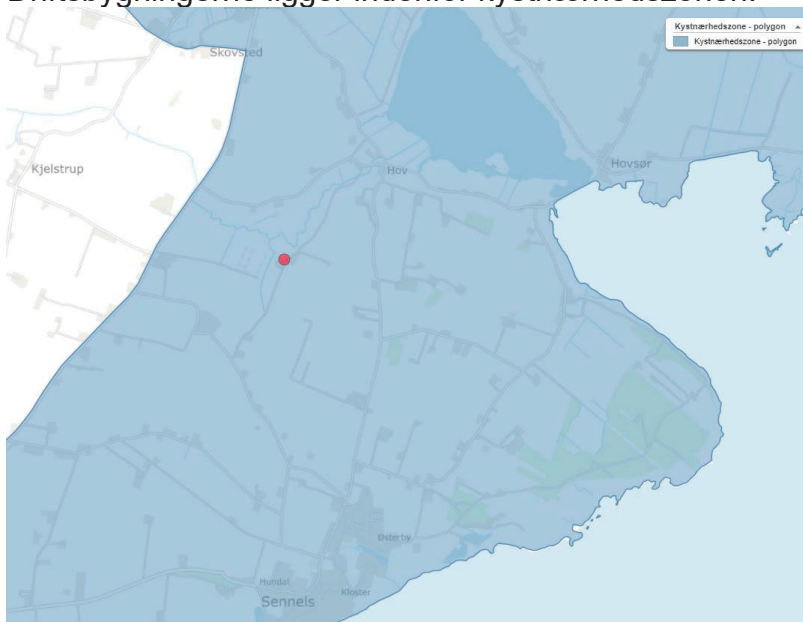 Driftsbygningerne ligger indenfor kystnærhedszonen.
Kystnærhedszone - polygon
Kystnærhedszone - polygon
Skovsted
Kjelstrup
Hov
Hovsør
Østerby
Hundal
Kloster
Sennels